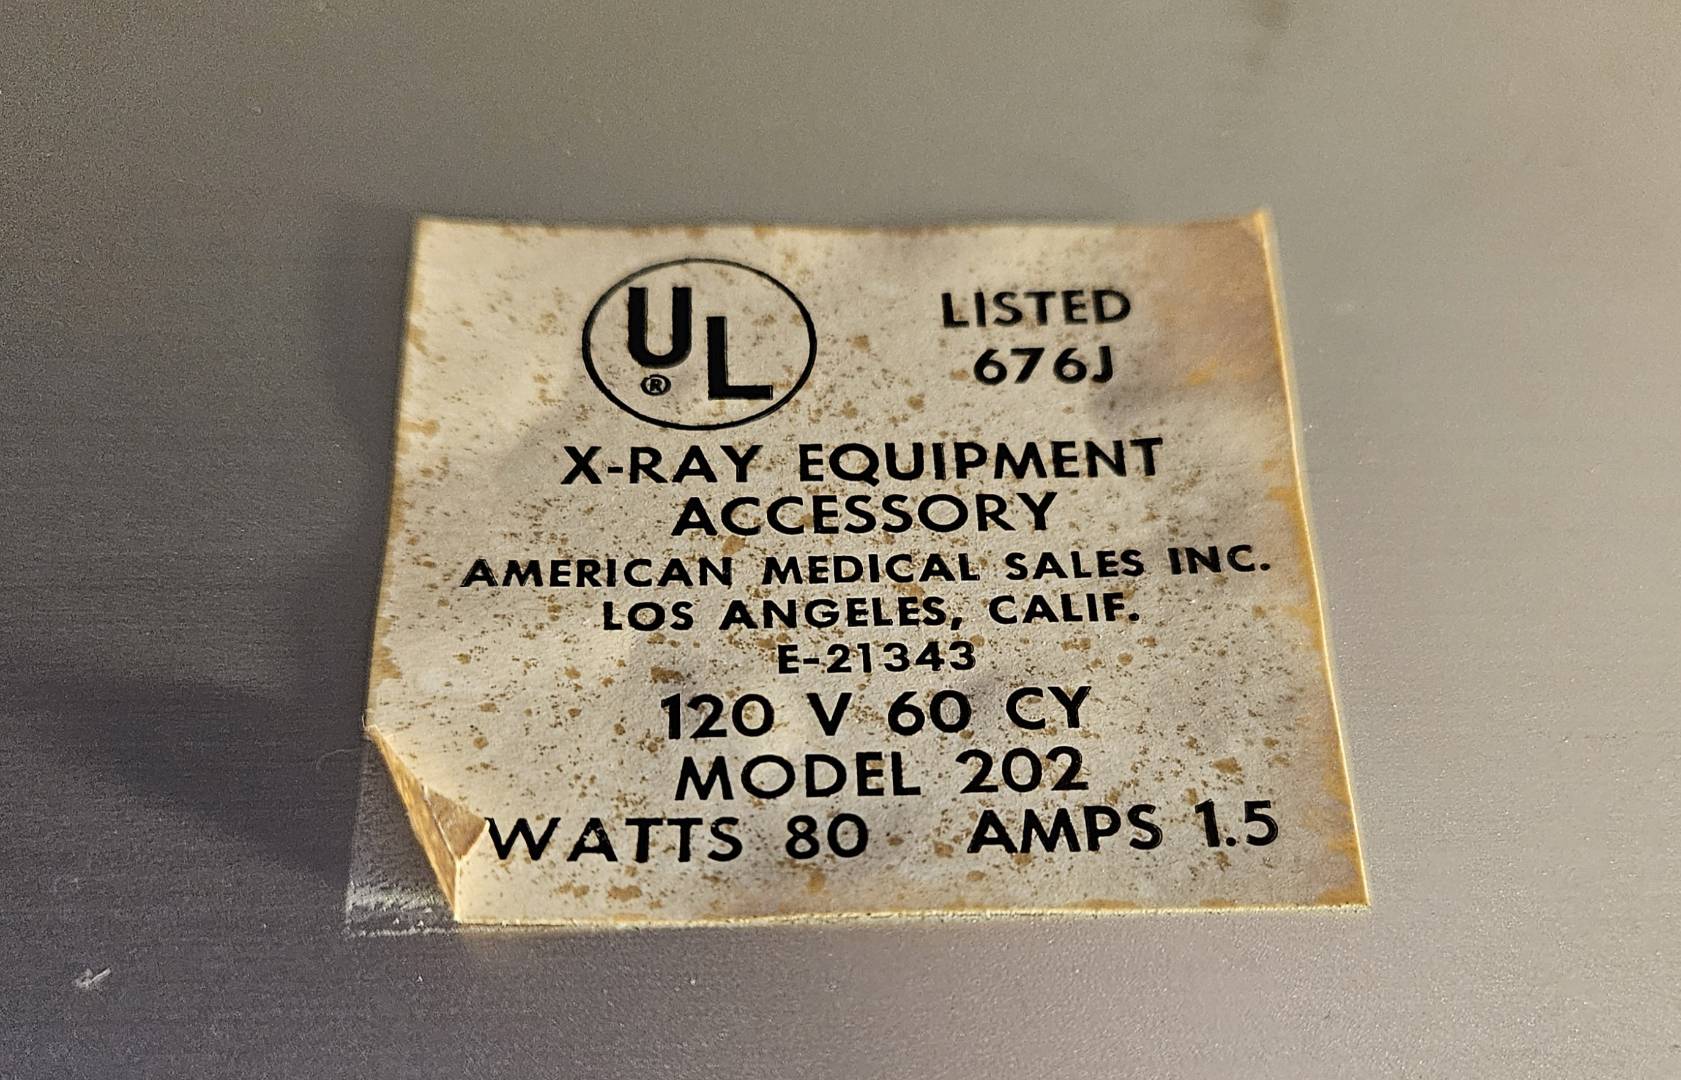 UL LISTED
® 676J
X-RAY EQUIPMENT
ACCESSORY
AMERICAN MEDICAL SALES INC.
LOS ANGELES, CALIF.
E-21343
120 V 60 CY
MODEL 202
WATTS 80 AMPS 1.5